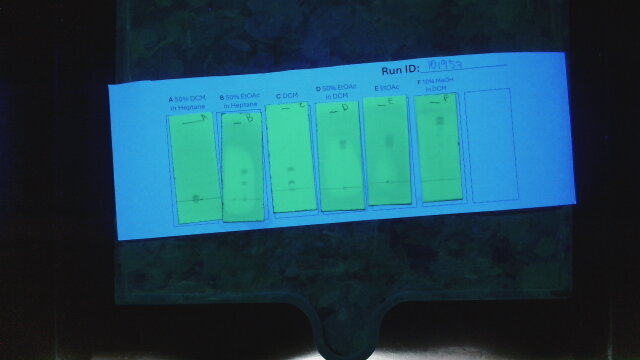 Run ID: 101957
A 50% DCM
in Heptane
B 50% EtOAc
in Heptane
C DCM
D 50% EtOAc
in DCM
E EtOAc
F 10% MeOH
in DCM
A
B
C
D
E
F